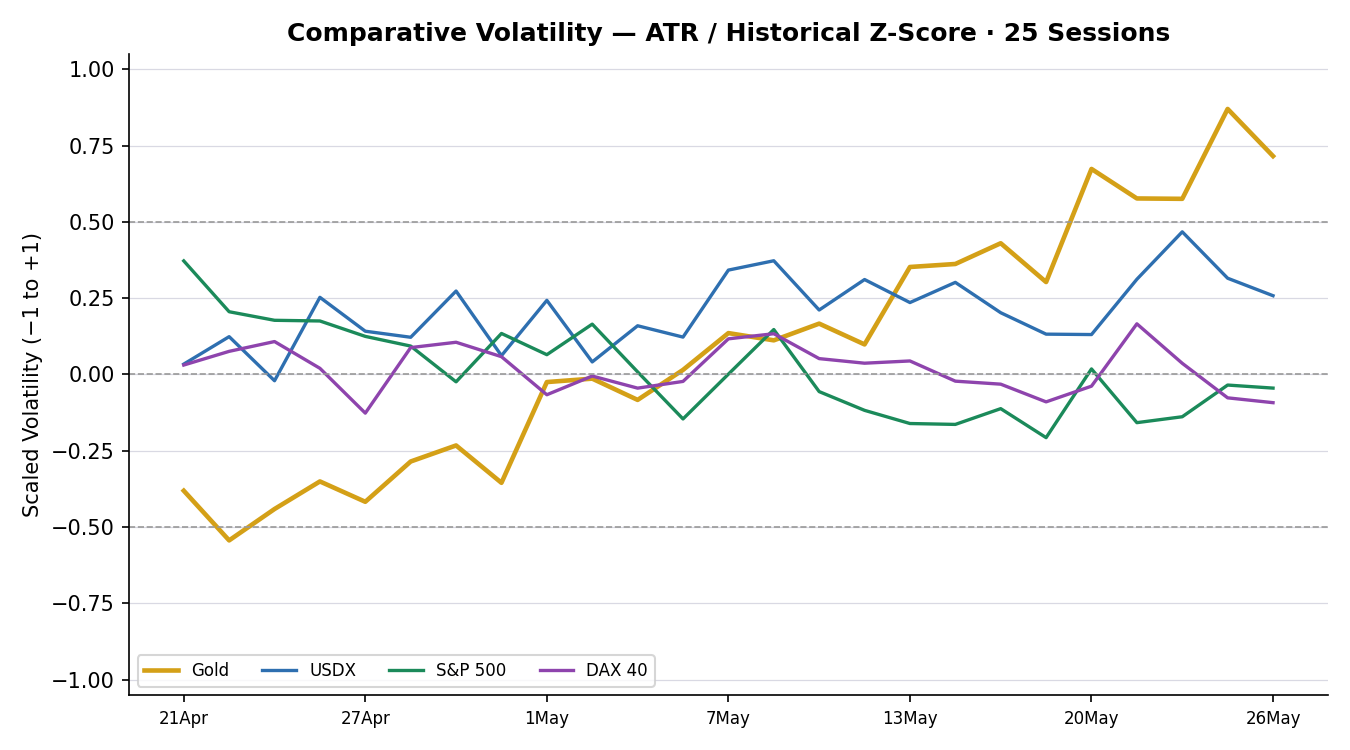 Comparative Volatility — ATR / Historical Z-Score · 25 Sessions
Scaled Volatility (−1 to +1)
1.00
0.75
0.50
0.25
0.00
−0.25
−0.50
−0.75
−1.00
Gold USDX S&P 500 DAX 40
21Apr 27Apr 1May 7May 13May 20May 26May